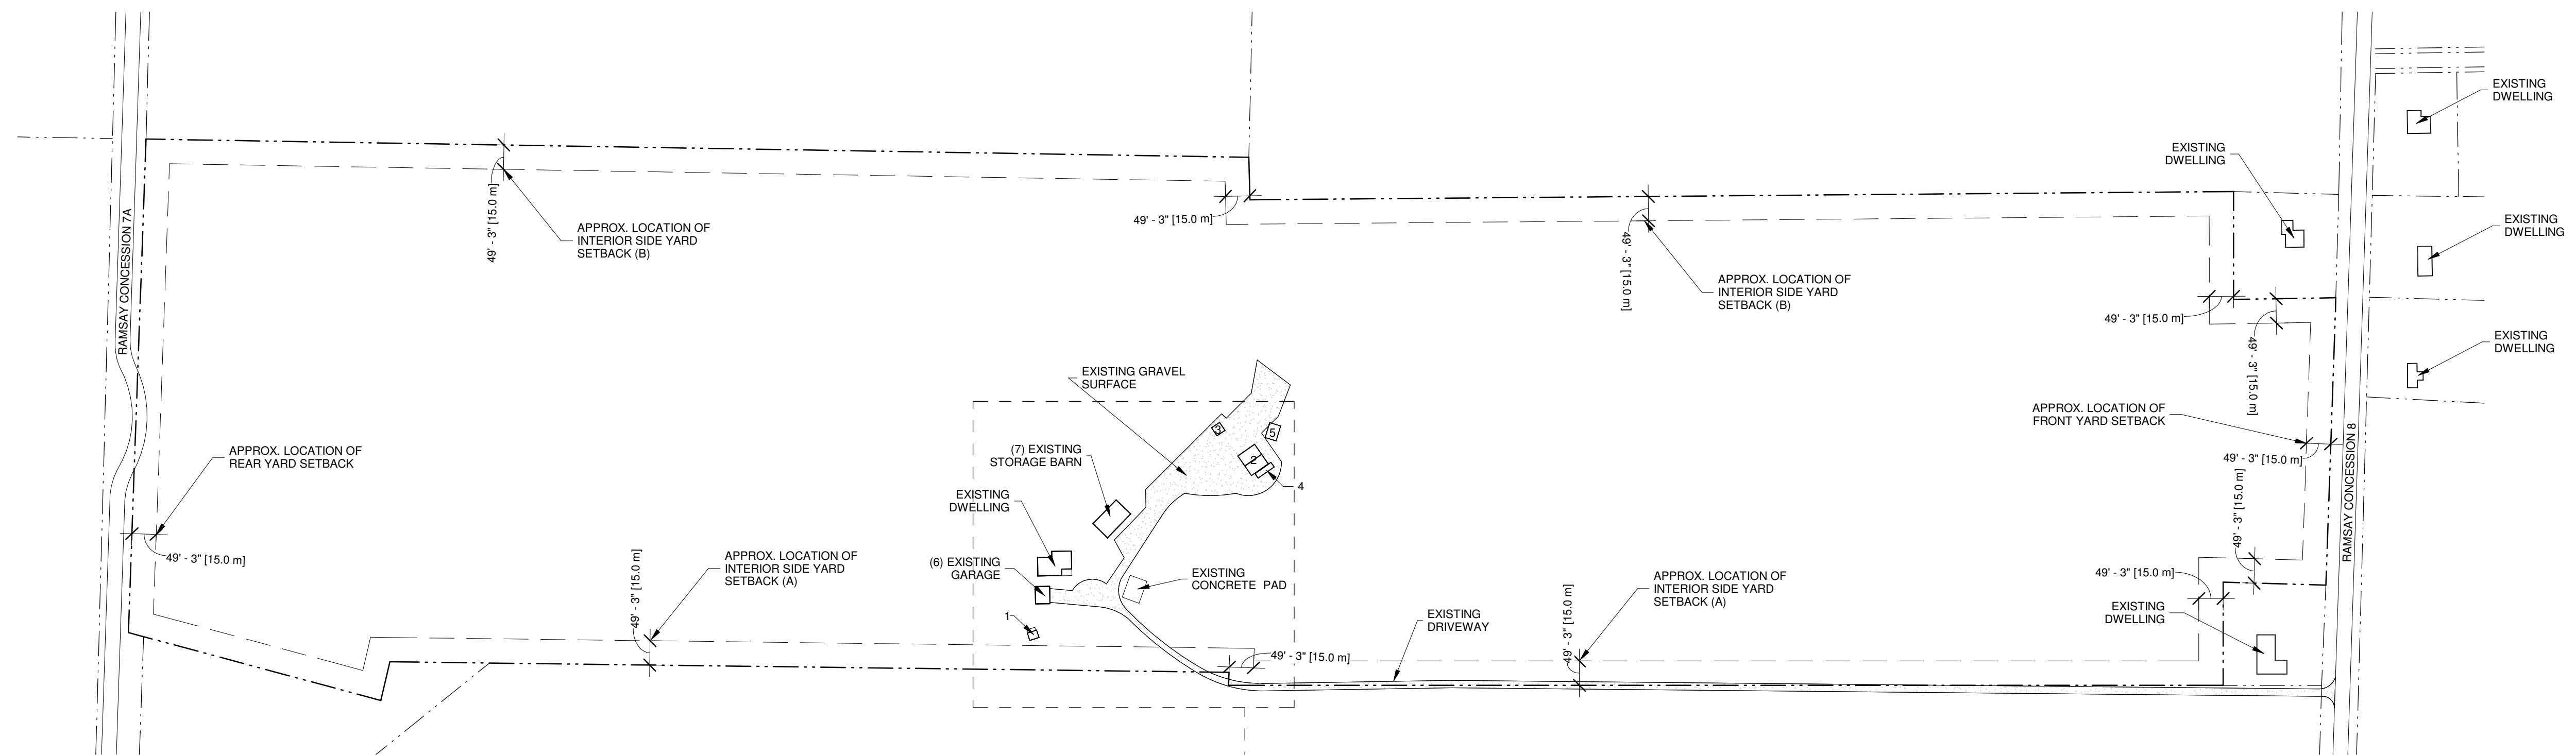 EXISTING
DWELLING
EXISTING
DWELLING
RAMSAY CONCESSION 7A
49' - 3" [15.0 m]
APPROX. LOCATION OF
INTERIOR SIDE YARD
SETBACK (B)
49' - 3" [15.0 m]
49' - 3" [15.0 m]
APPROX. LOCATION OF
INTERIOR SIDE YARD
SETBACK (B)
EXISTING
DWELLING
49' - 3" [15.0 m]
49' - 3" [15.0 m]
EXISTING
DWELLING
EXISTING GRAVEL
SURFACE
APPROX. LOCATION OF
FRONT YARD SETBACK
49' - 3" [15.0 m]
RAMSAY CONCESSION 8
APPROX. LOCATION OF
REAR YARD SETBACK
49' - 3" [15.0 m]
(7) EXISTING
STORAGE BARN
3
5
2
4
EXISTING
DWELLING
(6) EXISTING
GARAGE
1
EXISTING
CONCRETE PAD
49' - 3" [15.0 m]
APPROX. LOCATION OF
INTERIOR SIDE YARD
SETBACK (A)
49' - 3" [15.0 m]
EXISTING
DRIVEWAY
49' - 3" [15.0 m]
APPROX. LOCATION OF
INTERIOR SIDE YARD
SETBACK (A)
49' - 3" [15.0 m]
49' - 3" [15.0 m]
EXISTING
DWELLING